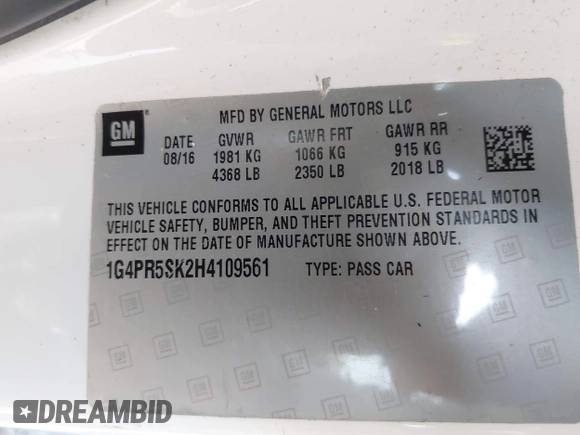 MFD BY GENERAL MOTORS LLC
GM
DATE GVWR GAWR FRT GAWR RR
08/16 1981 KG 1066 KG 915 KG
4368 LB 2350 LB 2018 LB
THIS VEHICLE CONFORMS TO ALL APPLICABLE U.S. FEDERAL MOTOR
VEHICLE SAFETY, BUMPER, AND THEFT PREVENTION STANDARDS IN
EFFECT ON THE DATE OF MANUFACTURE SHOWN ABOVE.
1G4PR5SK2H4109561 TYPE: PASS CAR
DREAMBID